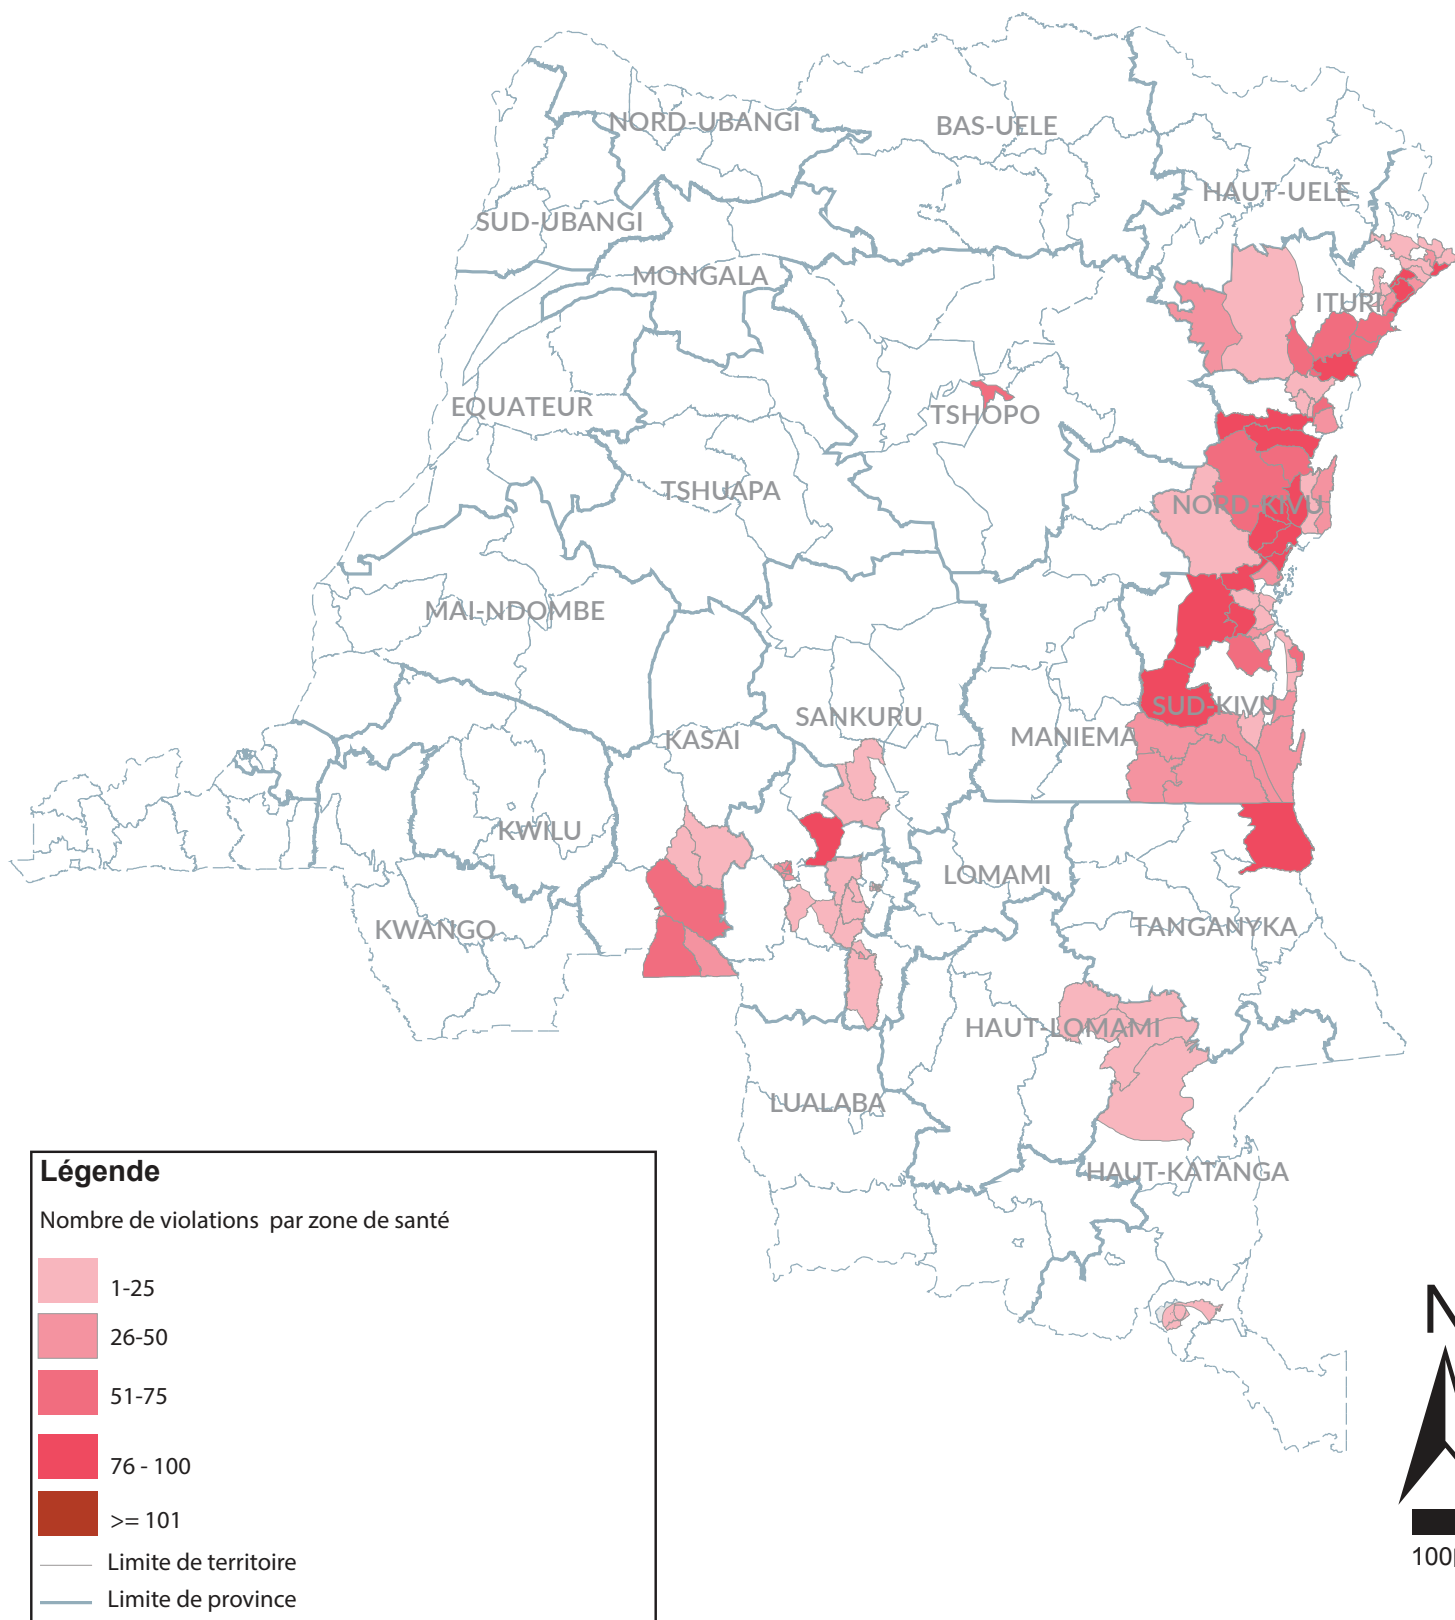 NORD-UBANGI
BAS-UELE
HAUT-UELE
SUD-UBANGI
MONGALA
ITURI
EQUATEUR
TSHOPO
TSHUAPA
NORD-KIVU
MAI-NDOMBE
SANKURU
SUD-KIVU
KASAI
MANIEMA
KWILU
LOMAMI
KWANGO
TANGANYKA
HAUT-LOMAMI
LUALABA
HAUT-KATANGA
Légende
Nombre de violations par zone de santé
1-25
26-50
51-75
76 - 100
>= 101
Limite de territoire
Limite de province
N
100